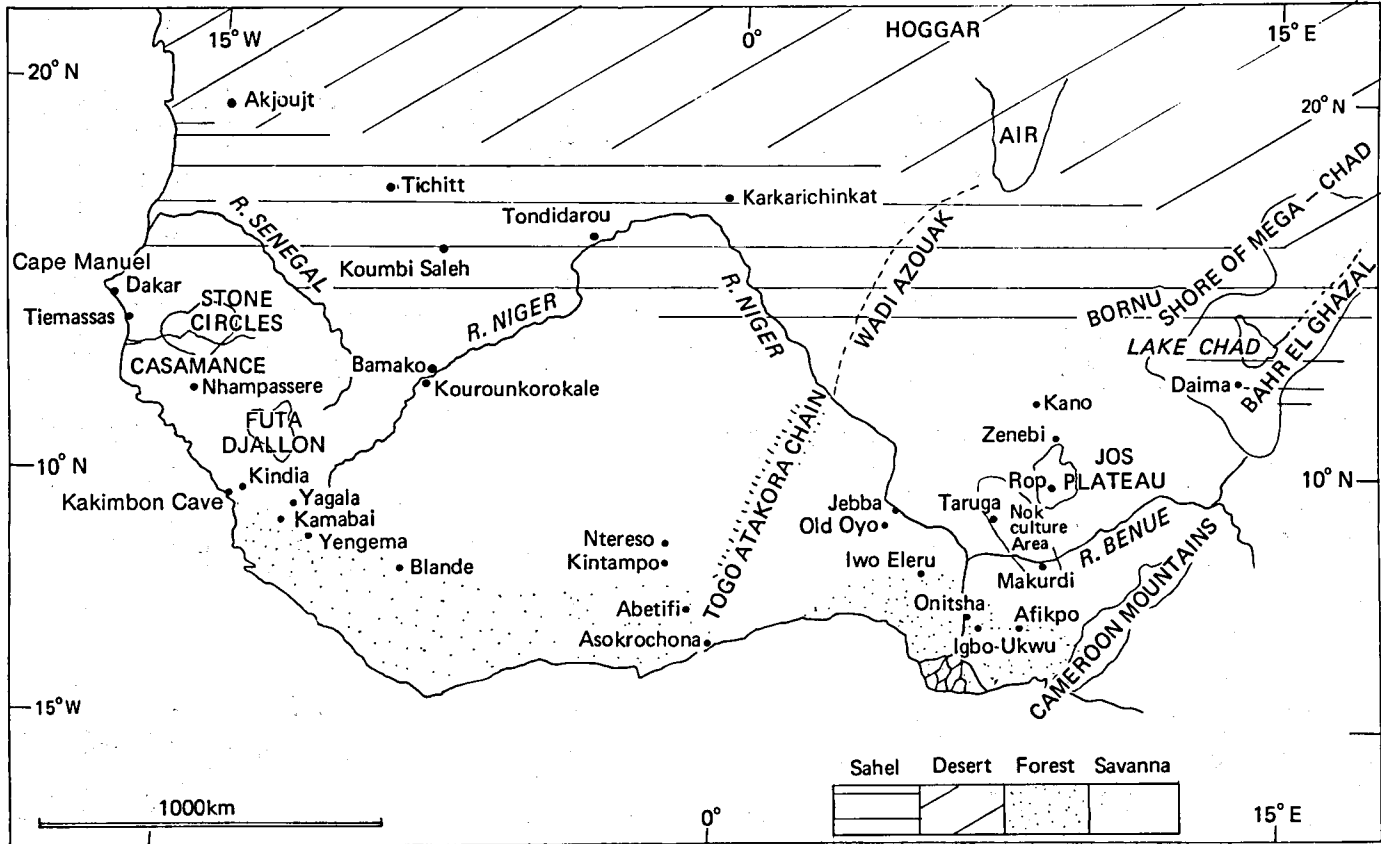 15° W
0°
HOGGAR
15° E
20° N
20° N
Akjoujt
AIR
Tichitt
Karkarichinkat
R. SENEGAL
Tondidarou
WADI AZOUAK
SHORE OF MEGA – CHAD
Koumbi Saleh
Cape Manuel
Dakar
STONE
CIRCLES
Tiemassas
R. NIGER
R. NIGER
BORNU
LAKE CHAD
BAHR EL GHAZAL
CASAMANCE
Bamako
Nhampassere
Kourounkorokale
Daima
Kano
FUTA
DJALLON
Zenebi
TOGO ATAKORA CHAIN
10° N
JOS
PLATEAU
10° N
Kindia
Rop
Kakimbon Cave
Yagala
Kamabai
Yengema
Jebba
Old Oyo
Taruga
Nok
culture
Area
R. BENUE
Ntereso
Kintampo
Blande
Iwo Eleru
Makurdi
Abetifi
Onitsha
Afikpo
Asokrochona
Igbo-Ukwu
CAMEROON MOUNTAINS
15° W
Sahel
Desert
Forest
Savanna
1000km
0°
15° E